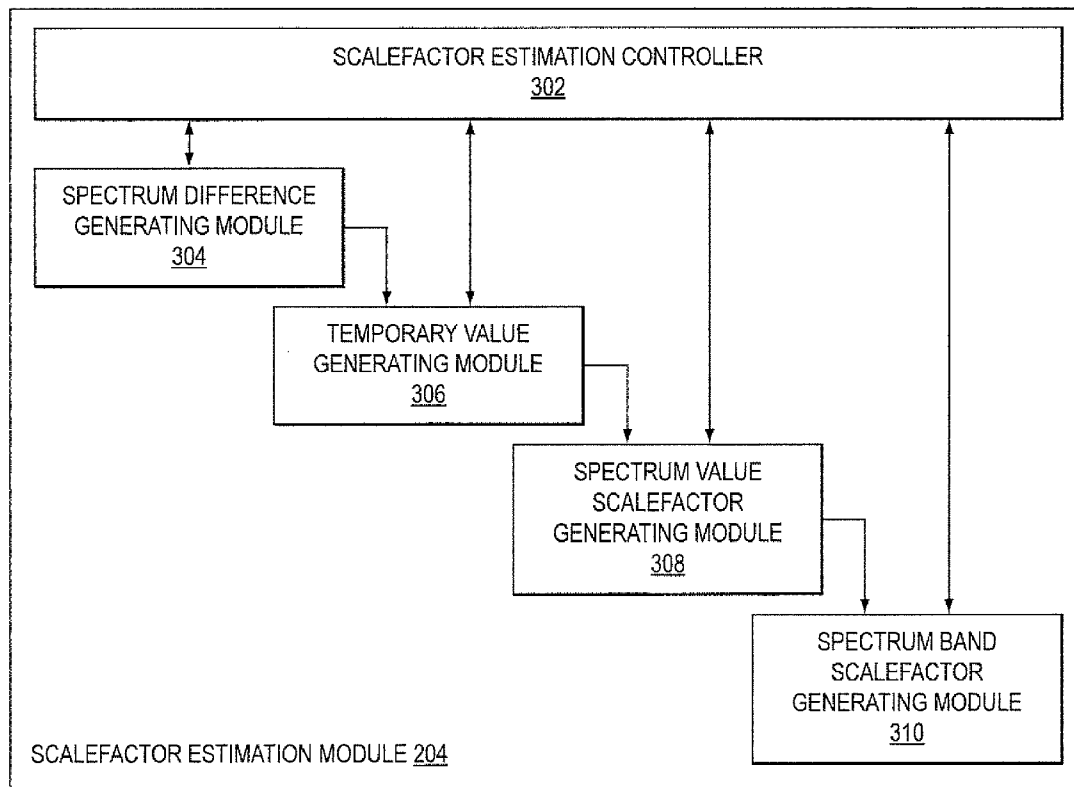 SCALEFACTOR ESTIMATION CONTROLLER
302
SPECTRUM DIFFERENCE
GENERATING MODULE
304
TEMPORARY VALUE
GENERATING MODULE
306
SPECTRUM VALUE
SCALEFACTOR
GENERATING MODULE
308
SPECTRUM BAND
SCALEFACTOR
GENERATING MODULE
310
SCALEFACTOR ESTIMATION MODULE 204